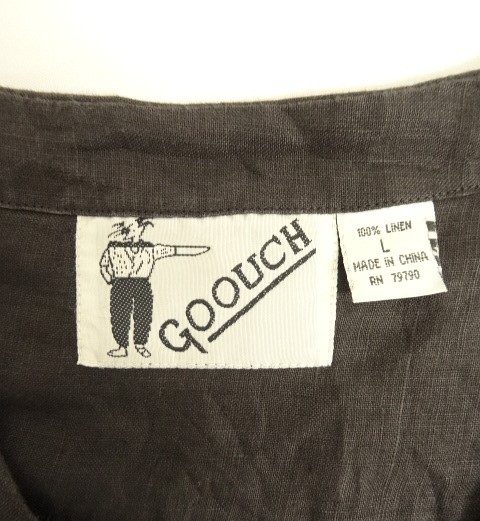 GOOUCH
100% LINEN
L
MADE IN CHINA
RN 79790